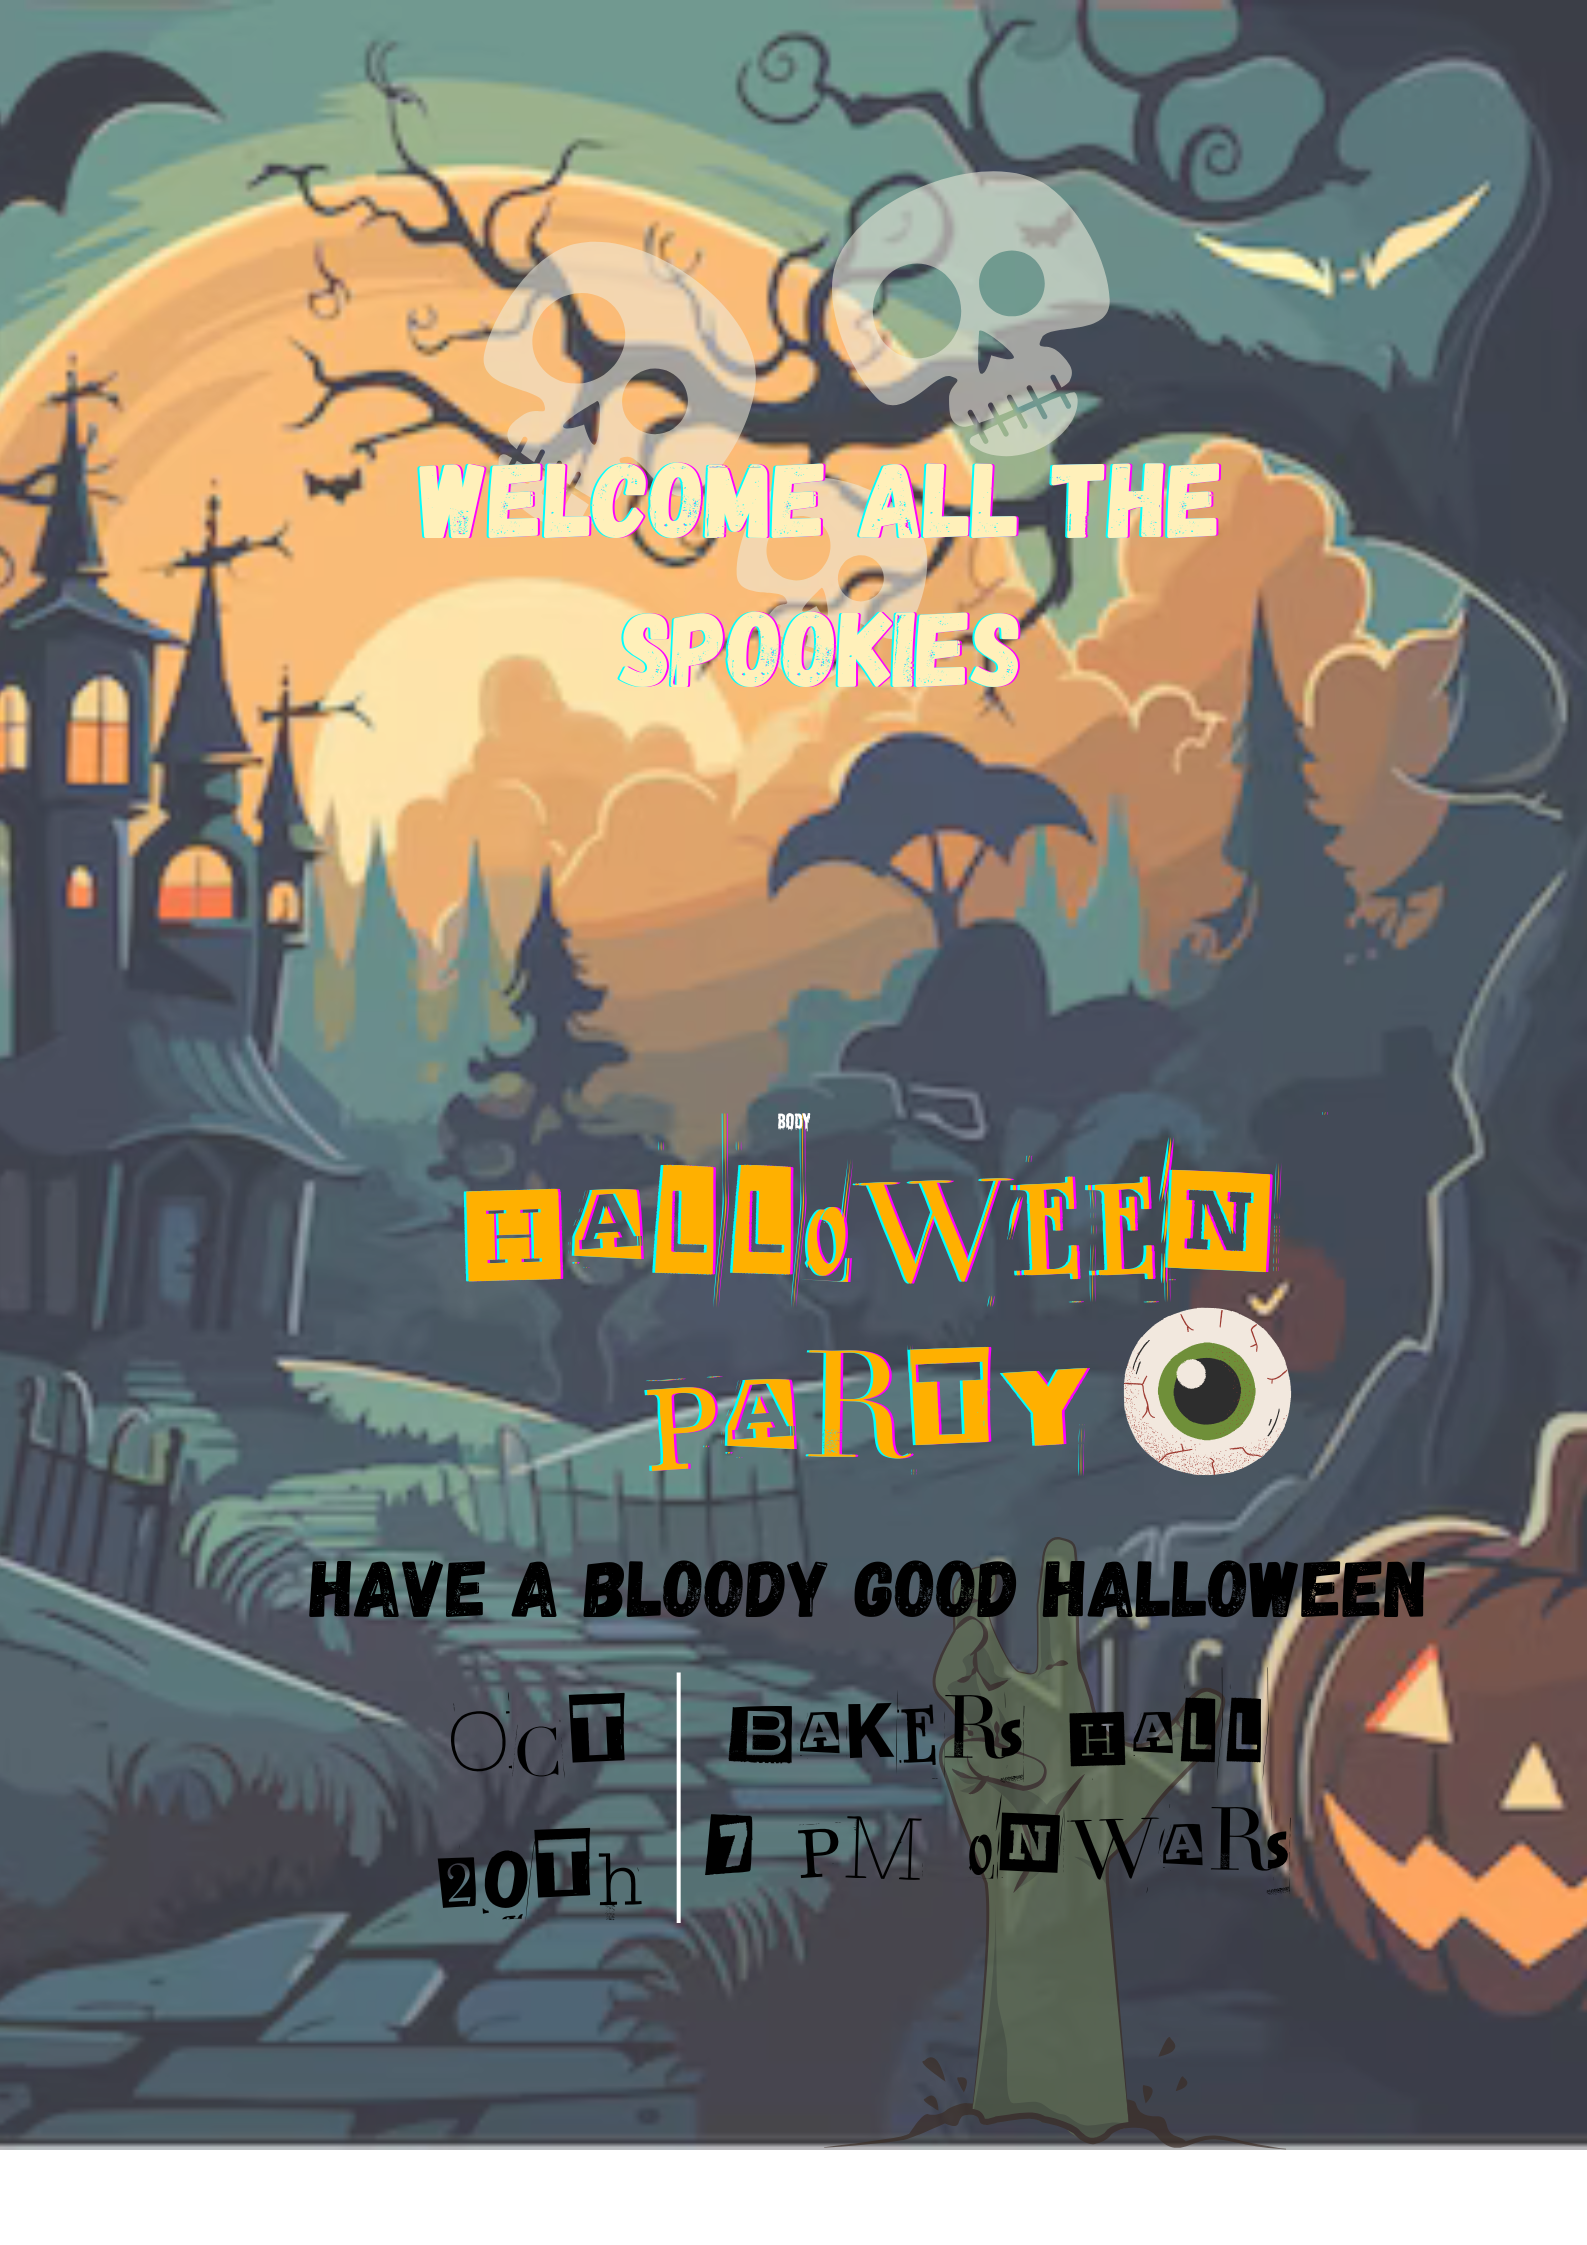 WELCOME ALL THE
SPOOKIES
BODY
HALLoWEEN
PARTY
HAVE A BLOODY GOOD HALLOWEEN
OcT
20Th
BAKERs HALL
7 PM oNWARs